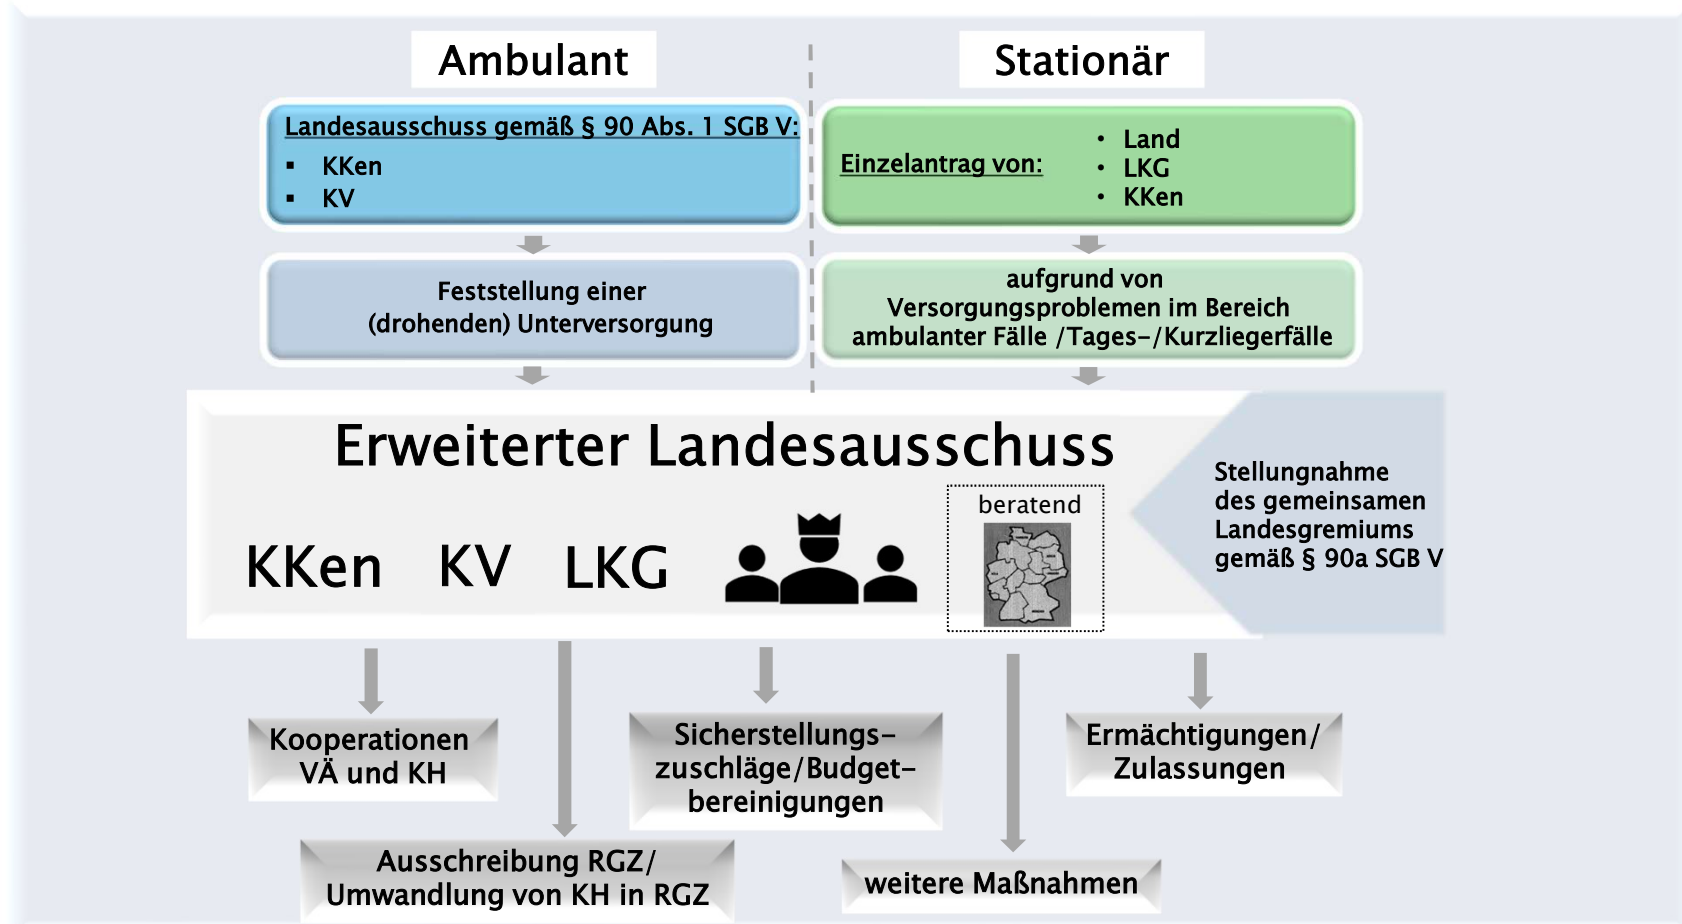 Ambulant
Landesausschuss gemäß § 90 Abs. 1 SGB V:
▪ KKen
▪ KV
Feststellung einer
(drohenden) Unterversorgung
Stationär
Einzelantrag von:
• Land
• LKG
• KKen
aufgrund von
Versorgungsproblemen im Bereich
ambulanter Fälle /Tages-/Kurzliegerfälle
Erweiterter Landesausschuss
KKen KV LKG
beratend
Stellungnahme
des gemeinsamen
Landesgremiums
gemäß § 90a SGB V
Kooperationen
VÄ und KH
Ausschreibung RGZ/
Umwandlung von KH in RGZ
Sicherstellungs-
zuschläge/Budget-
bereinigungen
weitere Maßnahmen
Ermächtigungen/
Zulassungen